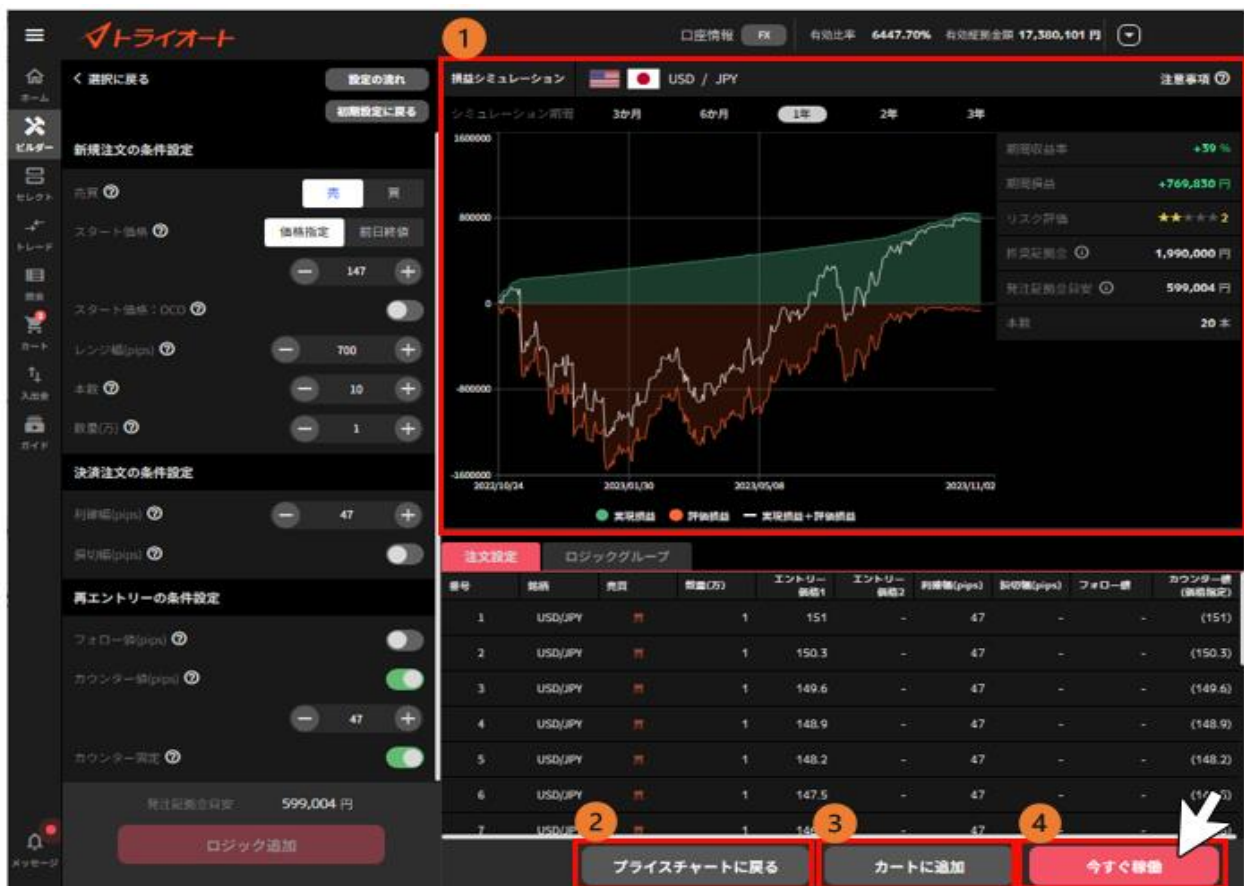 トライオート
口座情報 FX 有効比率 6447.70% 有効証拠金額 17,380,101 円
1
ホーム
ビルダー
セレクト
トレード
照会
3
カート
入出金
ガイド
メッセージ
選択に戻る
設定の流れ
初期設定に戻る
新規注文の条件設定
売買 ?
売 買
スタート価格 ?
価格指定 前日終値
147
スタート価格:OCO ?
レンジ幅(pips) ? 700
本数 ? 10
数量(万) ? 1
決済注文の条件設定
利確幅(pips) ? 47
損切幅(pips) ?
再エントリーの条件設定
フォロー値(pips) ?
カウンター値(pips) ?
47
カウンター固定 ?
発注証拠金目安 599,004 円
ロジック追加
損益シミュレーション USD / JPY 注意事項 ?
シミュレーション期間 3か月 6か月 1年 2年 3年
1600000
800000
0
-800000
-1600000
2022/10/24 2023/01/30 2023/05/08 2023/11/02
実現損益 評価損益 実現損益+評価損益
期間収益率 +39 %
期間損益 +769,830 円
リスク評価 ★★★★★ 2
推奨証拠金 1,990,000 円
発注証拠金目安 599,004 円
本数 20 本
注文設定 ロジックグループ
番号 銘柄 売買 数量(万) エントリー価格1 エントリー価格2 利確幅(pips) 損切幅(pips) フォロー値 カウンター値(価格指定)
1 USD/JPY 1 151 - 47 - - (151)
2 USD/JPY 1 150.3 - 47 - - (150.3)
3 USD/JPY 1 149.6 - 47 - - (149.6)
4 USD/JPY 1 148.9 - 47 - - (148.9)
5 USD/JPY 1 148.2 - 47 - - (148.2)
6 USD/JPY 1 147.5 - 47 - -
7 USD/JPY 1 - 47 -
2
プライスチャートに戻る
3
カートに追加
4
今すぐ稼働